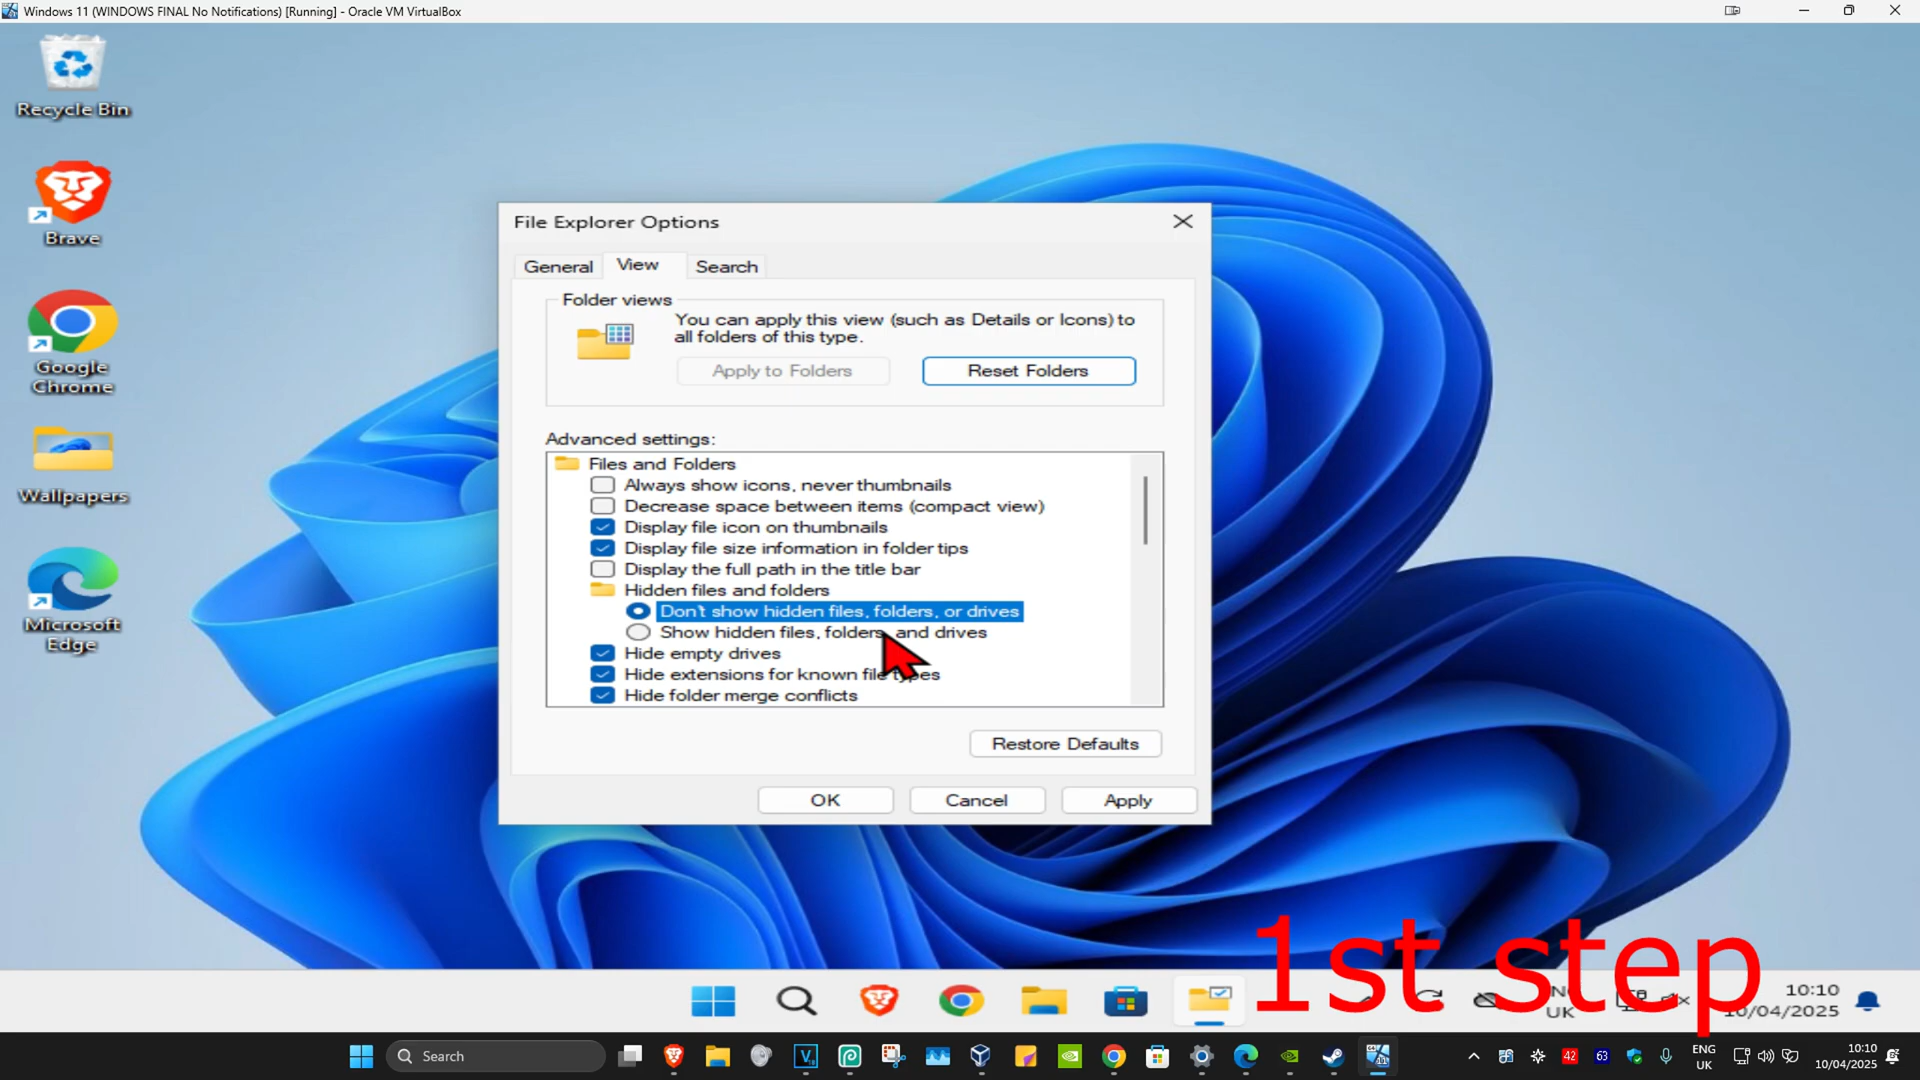 Windows 11 (WINDOWS FINAL No Notifications) [Running] - Oracle VM VirtualBox
Recycle Bin
Brave
Google
Chrome
Wallpapers
Microsoft
Edge
File Explorer Options
General
View
Search
Folder views
You can apply this view (such as Details or Icons) to
all folders of this type.
Apply to Folders
Reset Folders
Advanced settings:
Files and Folders
Always show icons, never thumbnails
Decrease space between items (compact view)
Display file icon on thumbnails
Display file size information in folder tips
Display the full path in the title bar
Hidden files and folders
Don't show hidden files, folders, or drives
Show hidden files, folders, and drives
Hide empty drives
Hide extensions for known file types
Hide folder merge conflicts
Restore Defaults
OK
Cancel
Apply
1st step
UK
10:10
10/04/2025
Search
42
63
ENG
UK
10:10
10/04/2025